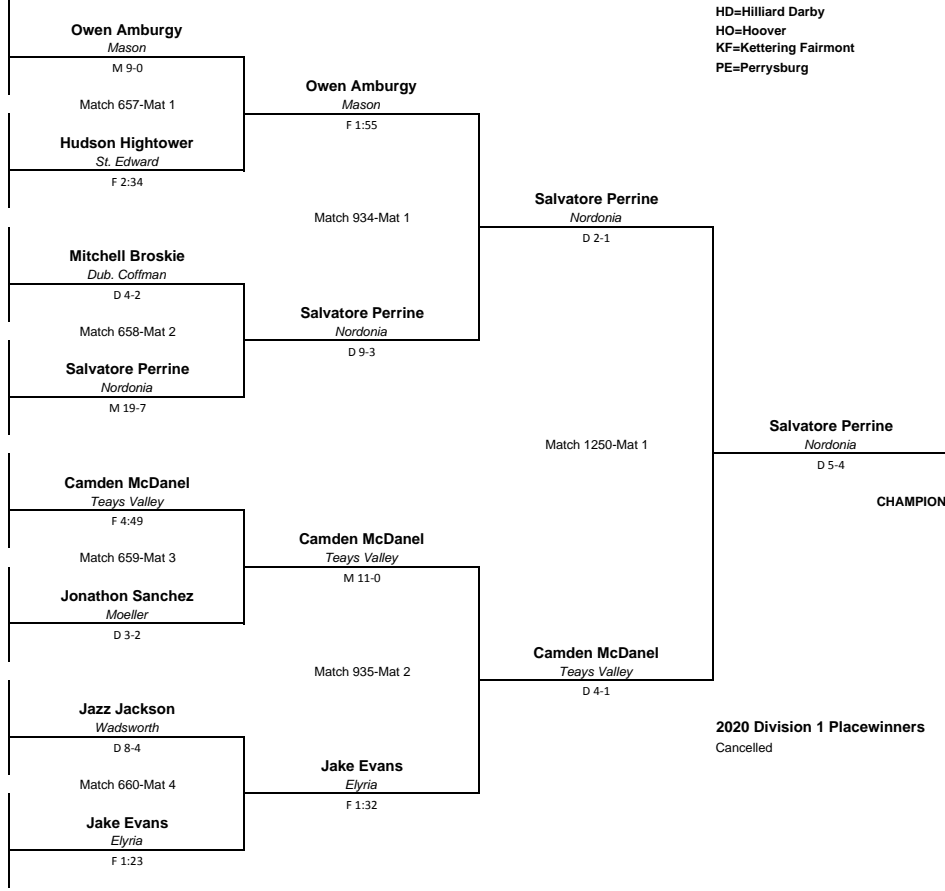 HD=Hilliard Darby
HO=Hoover
KF=Kettering Fairmont
PE=Perrysburg
Owen Amburgy
Mason
M 9-0
Match 657-Mat 1
Hudson Hightower
St. Edward
F 2:34
Mitchell Broskie
Dub. Coffman
D 4-2
Match 658-Mat 2
Salvatore Perrine
Nordonia
M 19-7
Camden McDanel
Teays Valley
F 4:49
Match 659-Mat 3
Jonathon Sanchez
Moeller
D 3-2
Jazz Jackson
Wadsworth
D 8-4
Match 660-Mat 4
Jake Evans
Elyria
F 1:23
Owen Amburgy
Mason
F 1:55
Match 934-Mat 1
Salvatore Perrine
Nordonia
D 9-3
Camden McDanel
Teays Valley
M 11-0
Match 935-Mat 2
Jake Evans
Elyria
F 1:32
Salvatore Perrine
Nordonia
D 2-1
Match 1250-Mat 1
Camden McDanel
Teays Valley
D 4-1
Salvatore Perrine
Nordonia
D 5-4
CHAMPION
2020 Division 1 Placewinners
Cancelled